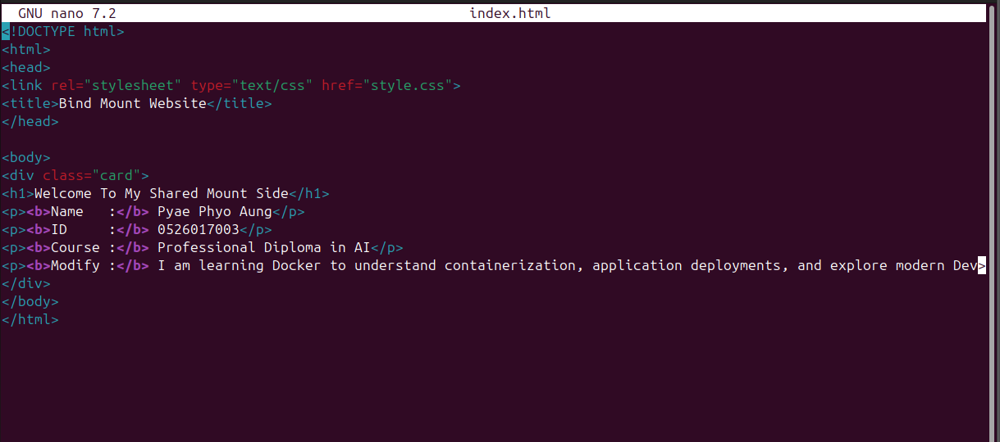 GNU nano 7.2 index.html
<!DOCTYPE html>
<html>
<head>
<link rel="stylesheet" type="text/css" href="style.css">
<title>Bind Mount Website</title>
</head>
<body>
<div class="card">
<h1>Welcome To My Shared Mount Side</h1>
<p><b>Name   :</b> Pyae Phyo Aung</p>
<p><b>ID     :</b> 0526017003</p>
<p><b>Course :</b> Professional Diploma in AI</p>
<p><b>Modify :</b> I am learning Docker to understand containerization, application deployments, and explore modern Dev>
</div>
</body>
</html>